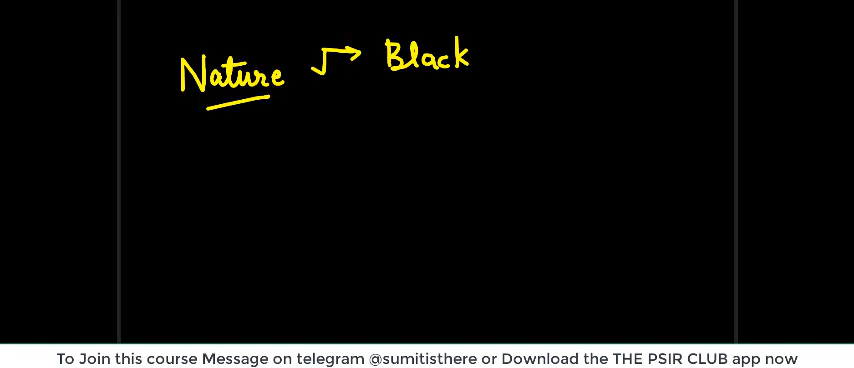 Nature → Black
To Join this course Message on telegram @sumitisthere or Download the THE PSIR CLUB app now